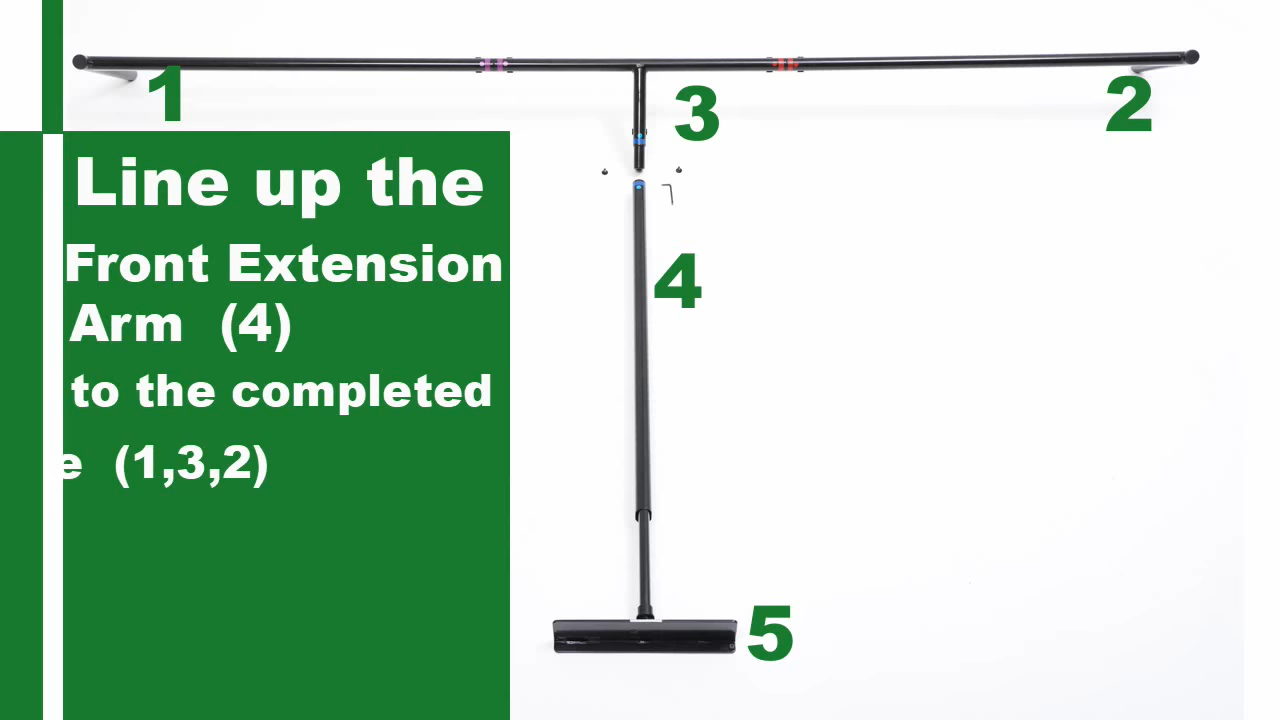 1
2
3
Line up the
Front Extension
4
Arm (4)
to the completed
e (1,3,2)
5